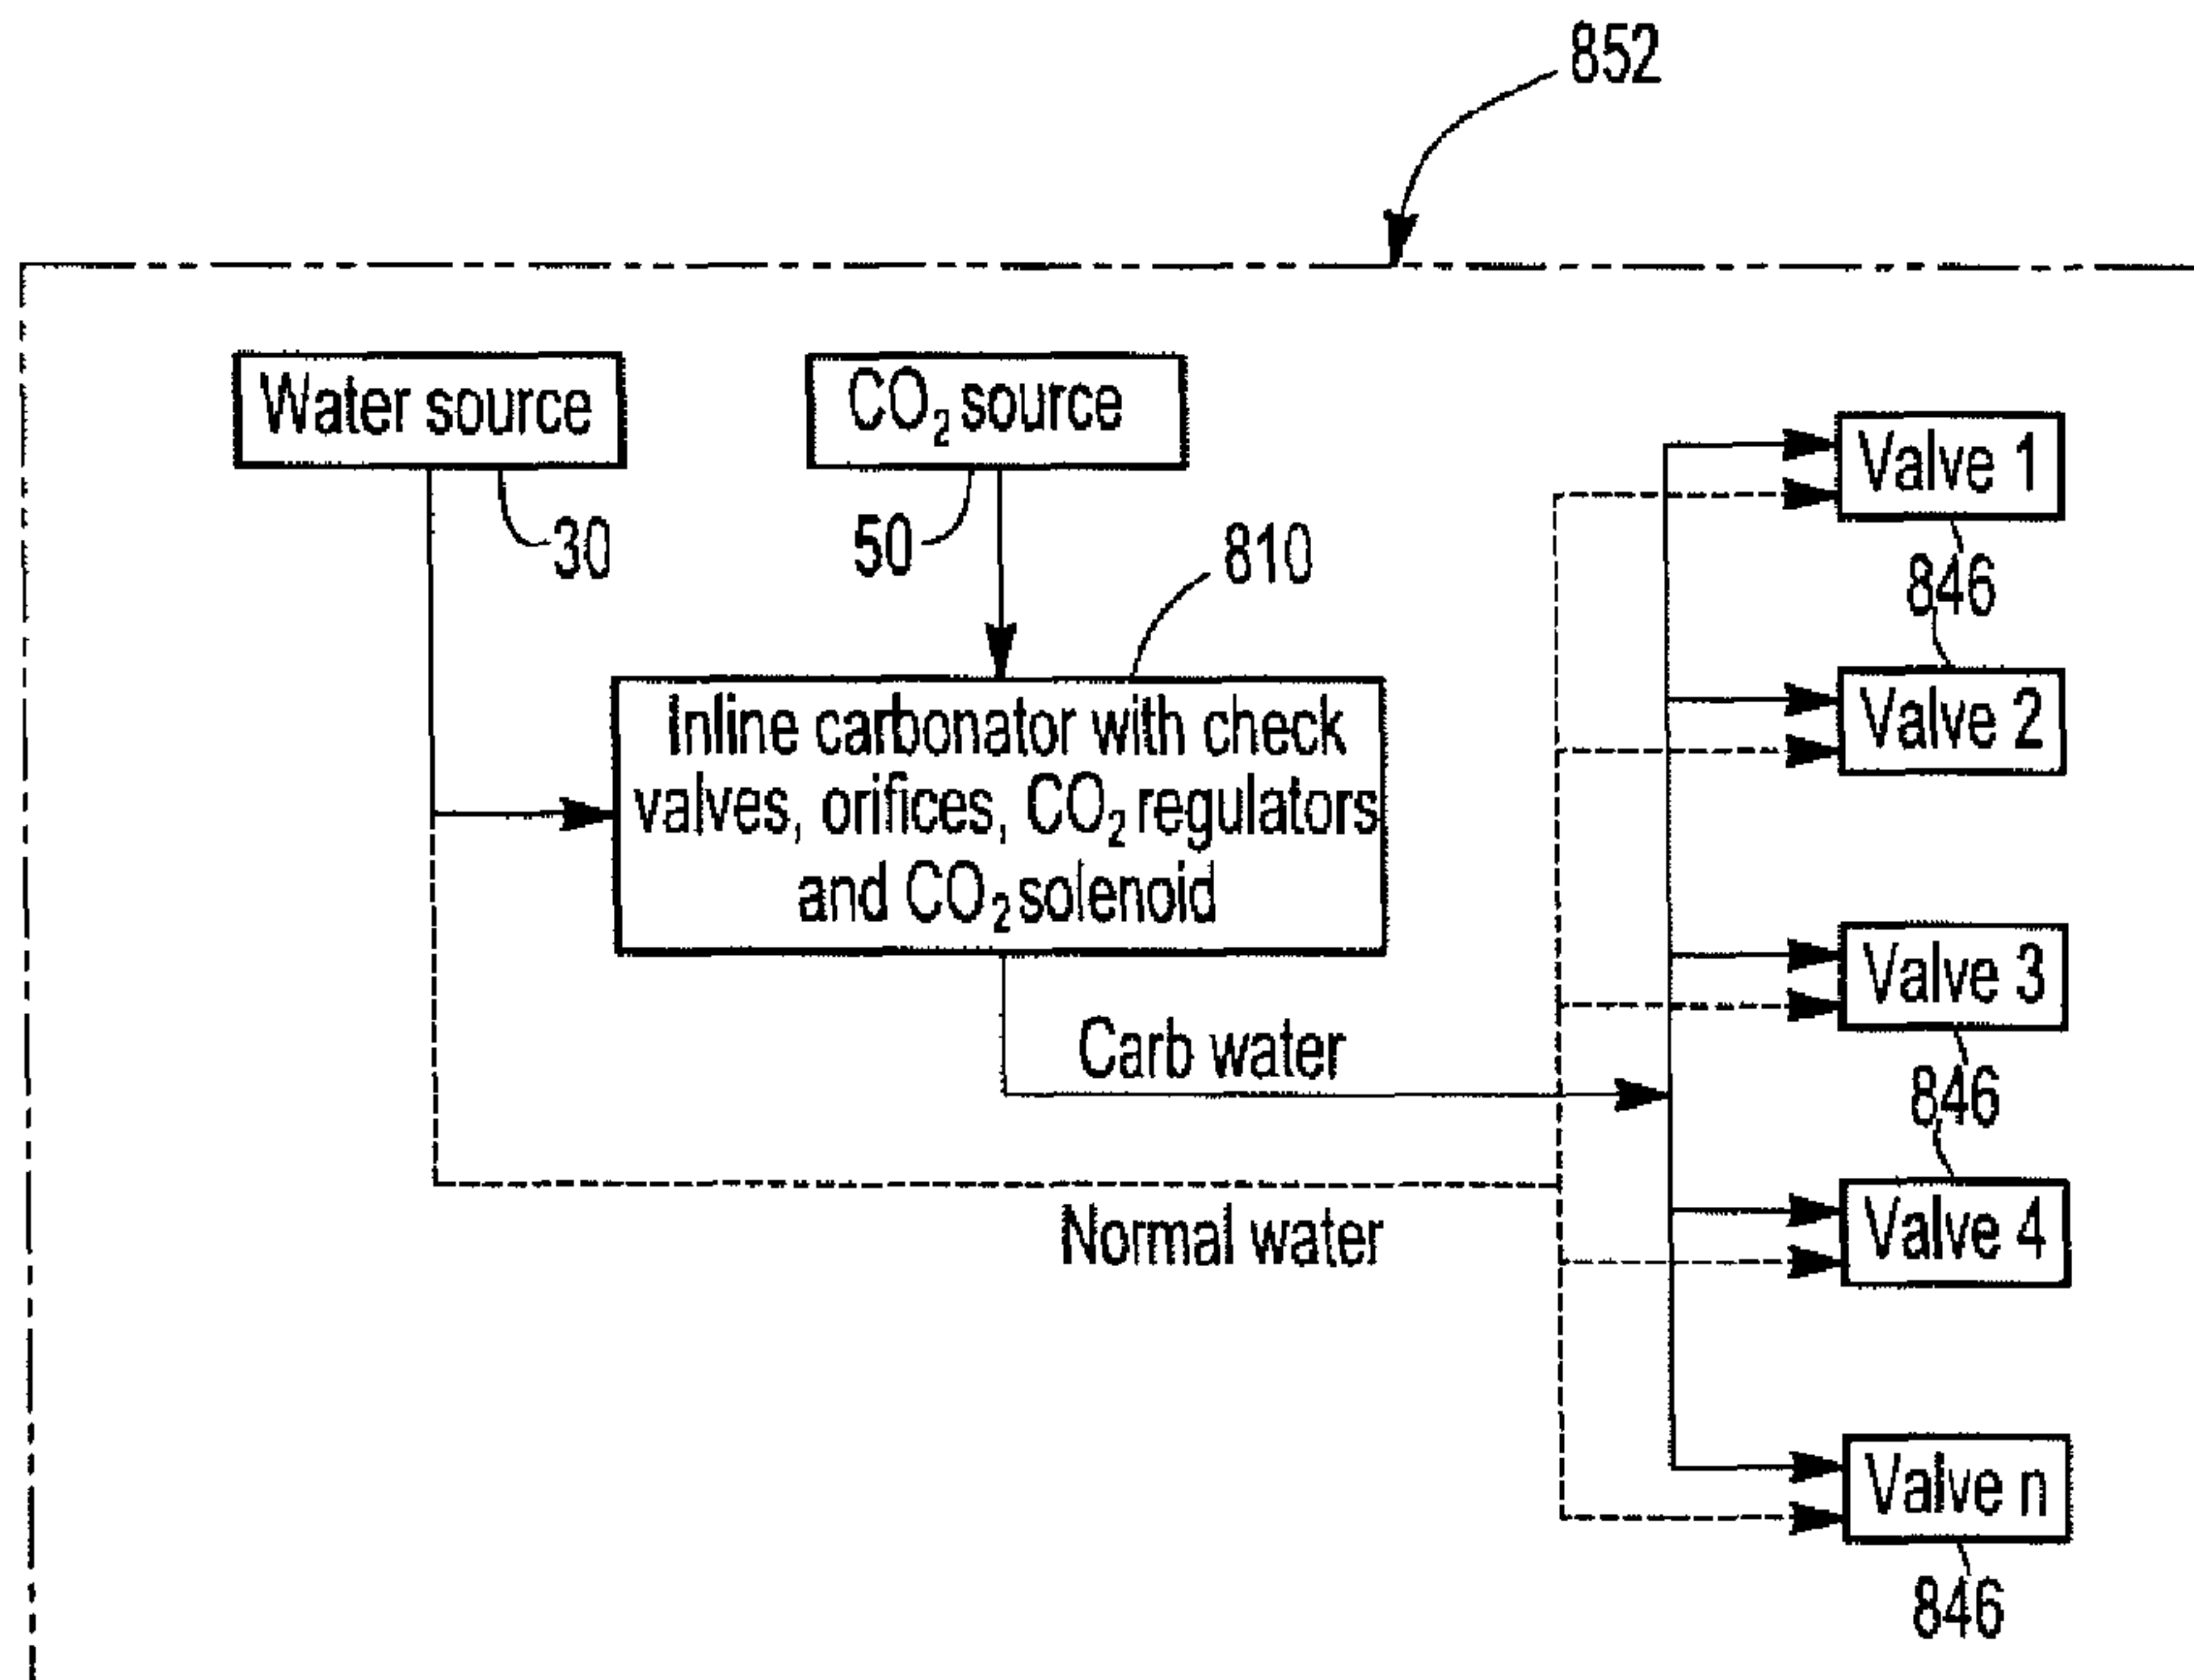 852
Water source
CO₂ source
30
50
810
Inline carbonator with check
valves, orifices, CO₂ regulators
and CO₂ solenoid
Carb water
Normal water
Valve 1
846
Valve 2
Valve 3
846
Valve 4
Valve n
846